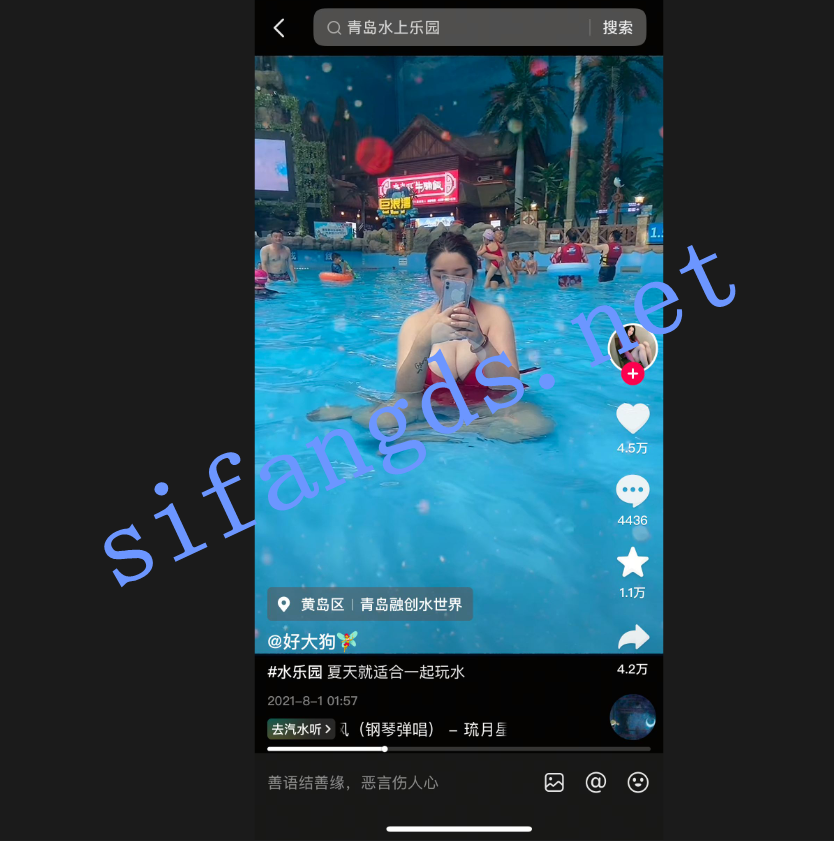 青岛水上乐园
搜索
巨浪湾
sifangds.net
4.5万
4436
1.1万
黄岛区 | 青岛融创水世界
@好大狗
4.2万
#水乐园 夏天就适合一起玩水
2021-8-1 01:57
去汽水听 >
（钢琴弹唱） - 琉月星
善语结善缘，恶言伤人心